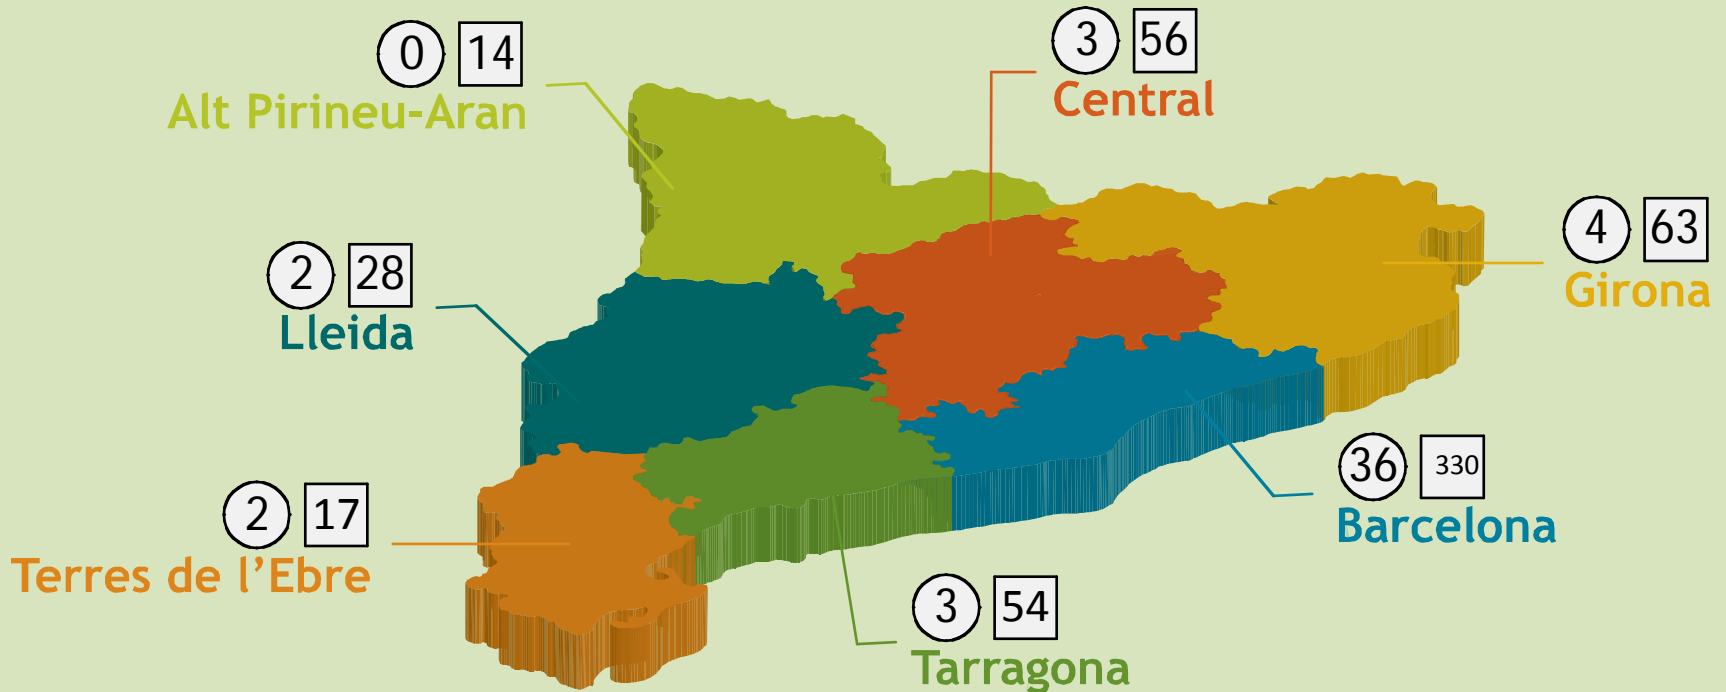 0 14
Alt Pirineu-Aran
3 56
Central
4 63
Girona
2 28
Lleida
36 330
Barcelona
2 17
Terres de l’Ebre
3 54
Tarragona